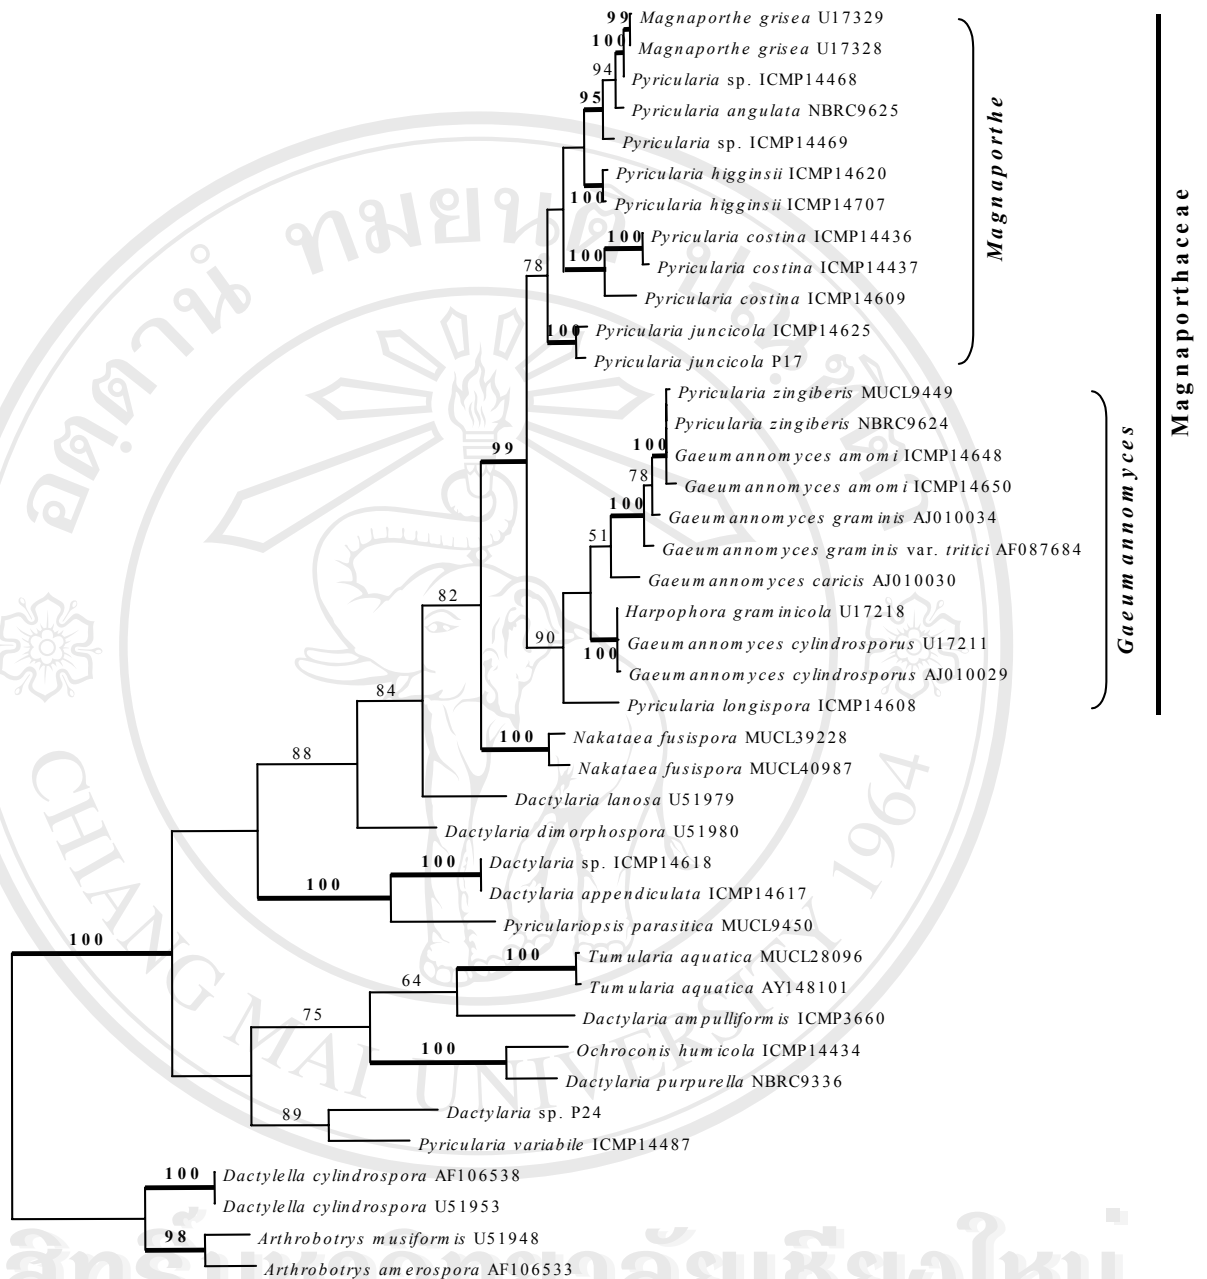 99 Magnaporthe grisea U17329
100 Magnaporthe grisea U17328
94 Pyricularia sp. ICMP14468
95 Pyricularia angulata NBRC9625
Pyricularia sp. ICMP14469
Pyricularia higginsii ICMP14620
100 Pyricularia higginsii ICMP14707
100 Pyricularia costina ICMP14436
100 Pyricularia costina ICMP14437
78
Pyricularia costina ICMP14609
100 Pyricularia juncicola ICMP14625
Pyricularia juncicola P17
Magnaporthe
Magnaporthaceae
Pyricularia zingiberis MUCL9449
Pyricularia zingiberis NBRC9624
99
100 Gaeumannomyces amomi ICMP14648
78 Gaeumannomyces amomi ICMP14650
100 Gaeumannomyces graminis AJ010034
51 Gaeumannomyces graminis var. tritici AF087684
Gaeumannomyces caricis AJ010030
82
Harpophora graminicola U17218
90 Gaeumannomyces cylindrosporus U17211
100
Gaeumannomyces cylindrosporus AJ010029
84
Pyricularia longispora ICMP14608
Gaeumannomyces
100 Nakataea fusispora MUCL39228
88
Nakataea fusispora MUCL40987
Dactylaria lanosa U51979
Dactylaria dimorphospora U51980
100 Dactylaria sp. ICMP14618
100 Dactylaria appendiculata ICMP14617
Pyriculariopsis parasitica MUCL9450
100
100 Tumularia aquatica MUCL28096
64 Tumularia aquatica AY148101
75 Dactylaria ampulliformis ICMP3660
100 Ochroconis humicola ICMP14434
Dactylaria purpurella NBRC9336
89 Dactylaria sp. P24
Pyricularia variabile ICMP14487
100 Dactylella cylindrospora AF106538
Dactylella cylindrospora U51953
98 Arthrobotrys musiformis U51948
Arthrobotrys amerospora AF106533
CHIANG MAI UNIVERSITY 1964